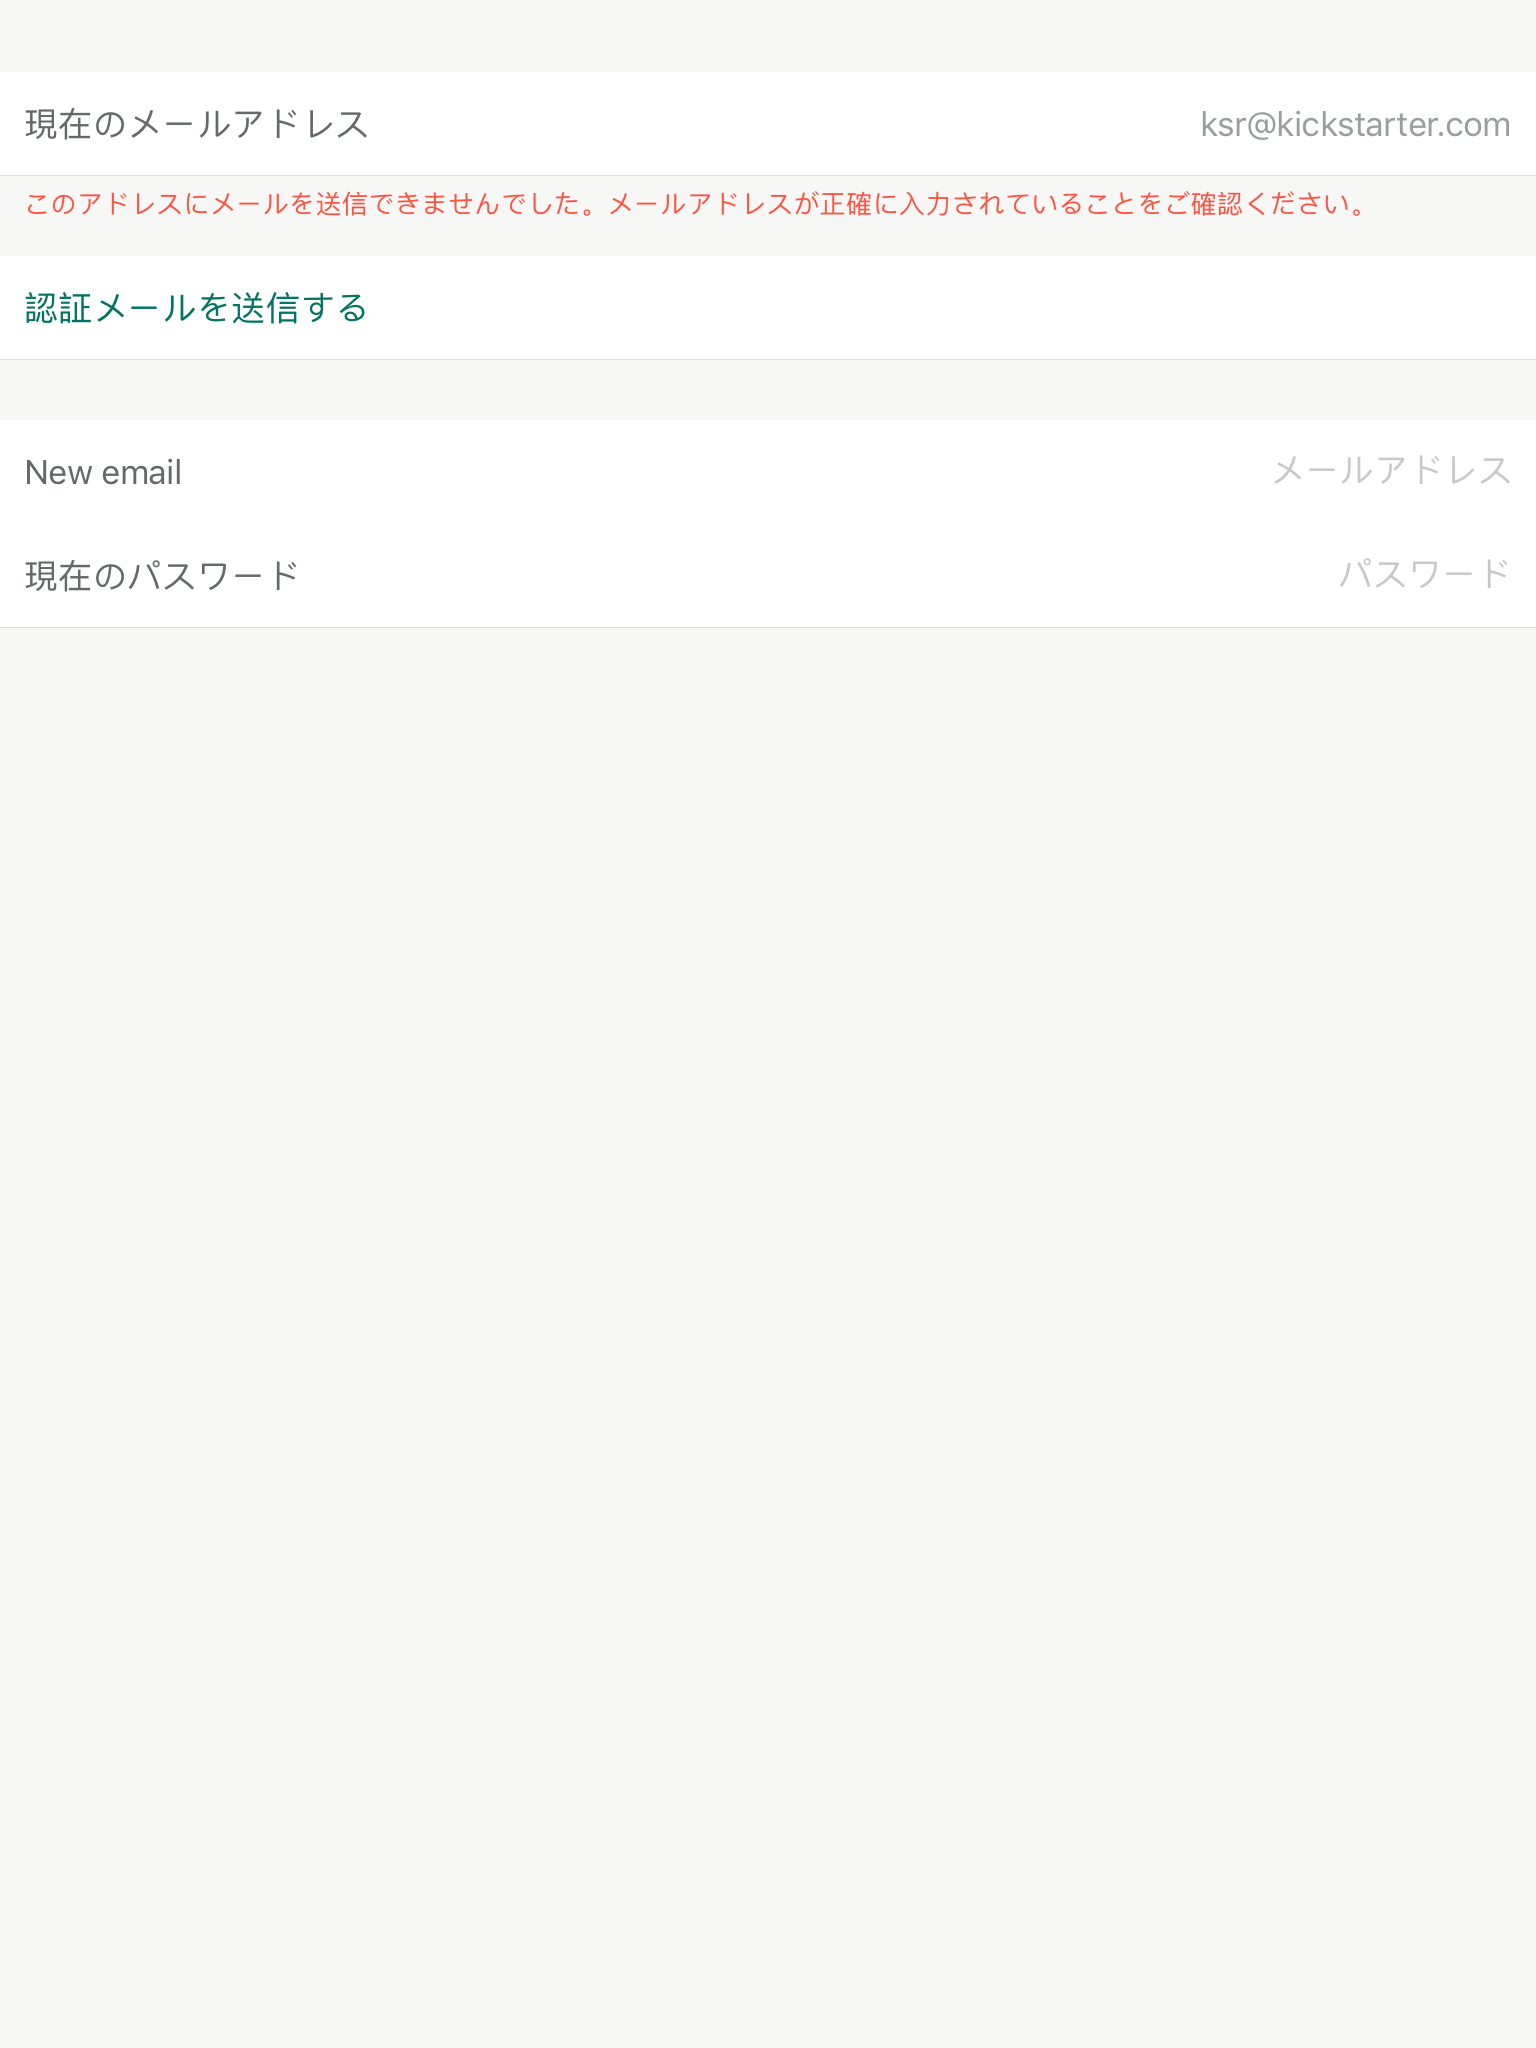 現在のメールアドレス
ksr@kickstarter.com
このアドレスにメールを送信できませんでした。メールアドレスが正確に入力されていることをご確認ください。
認証メールを送信する
New email
メールアドレス
現在のパスワード
パスワード